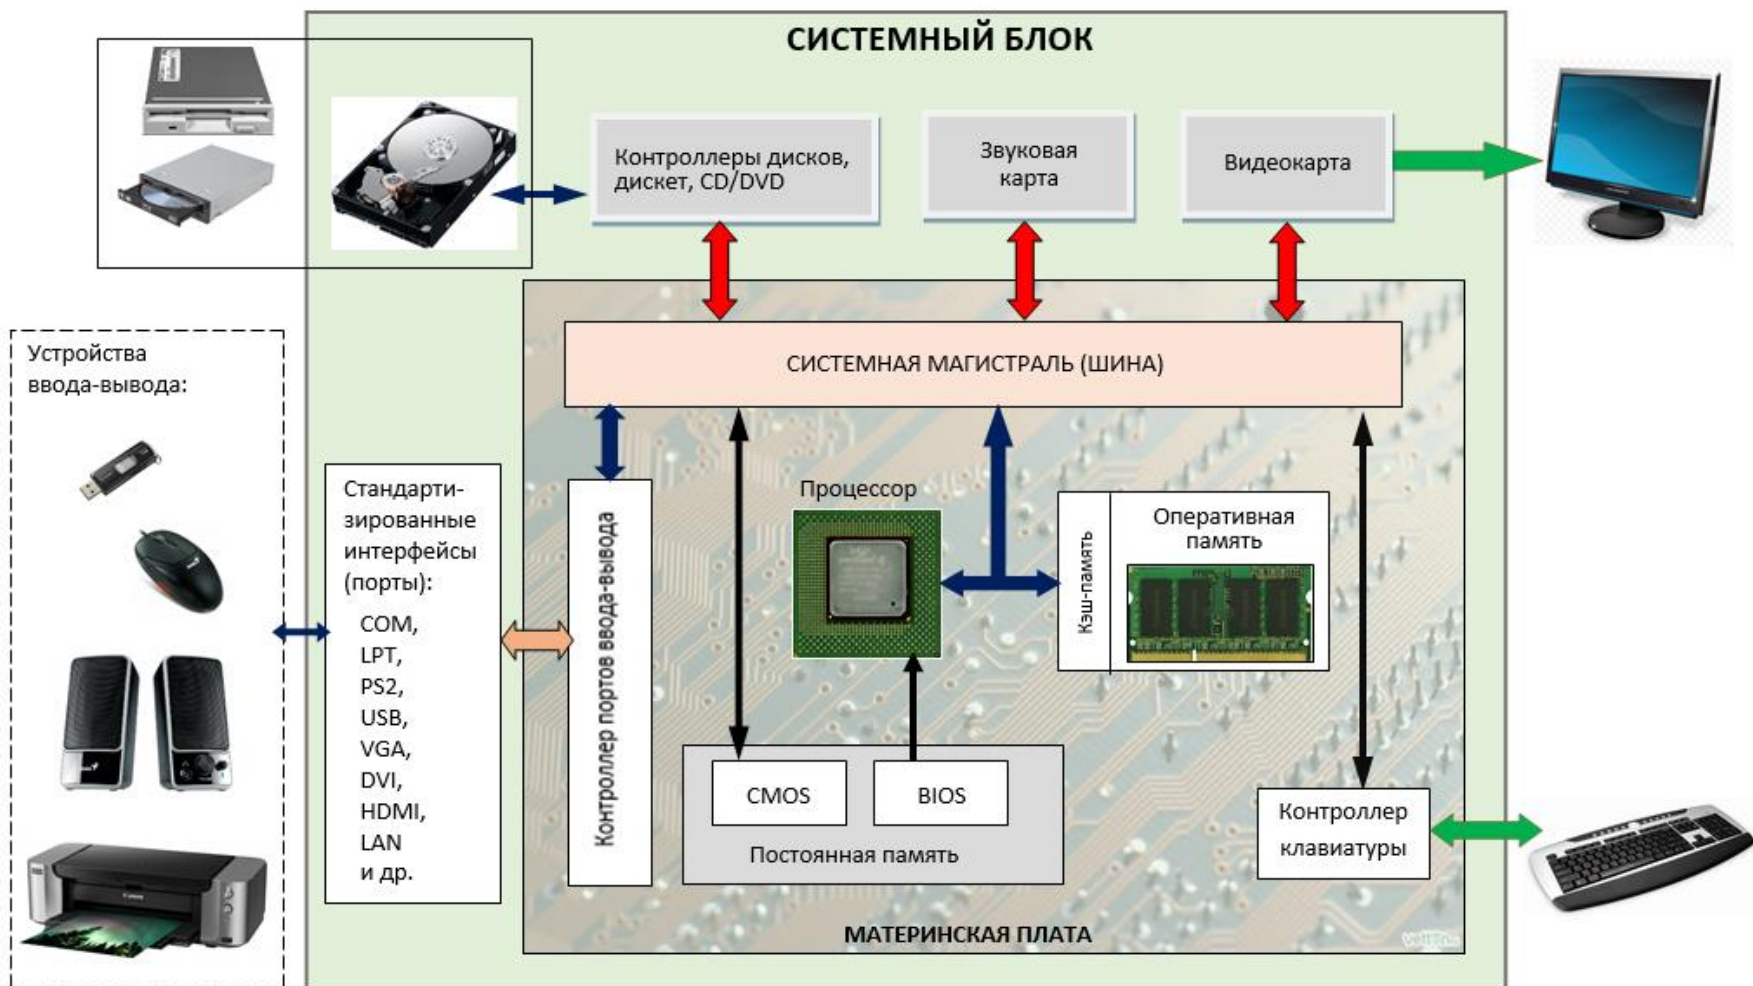 СИСТЕМНЫЙ БЛОК
Контроллеры дисков,
дискет, CD/DVD
Звуковая
карта
Видеокарта
СИСТЕМНАЯ МАГИСТРАЛЬ (ШИНА)
Устройства
ввода-вывода:
Стандарти-
зированные
интерфейсы
(порты):
COM,
LPT,
PS2,
USB,
VGA,
DVI,
HDMI,
LAN
и др.
Контроллер портов ввода-вывода
Процессор
Кэш-память
Оперативная
память
CMOS
BIOS
Постоянная память
Контроллер
клавиатуры
МАТЕРИНСКАЯ ПЛАТА